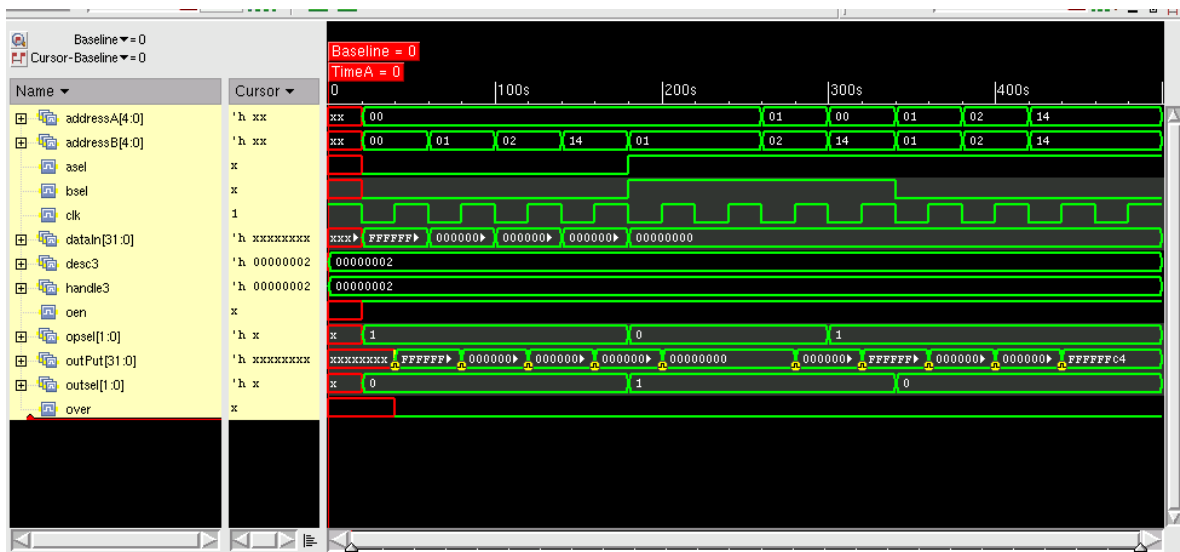 Baseline▼= 0
Cursor-Baseline▼= 0
Baseline = 0
TimeA = 0
Name ▼ Cursor ▼ 0 100s 200s 300s 400s
addressA[4:0] 'h xx xx 00 01 00 01 02 14
addressB[4:0] 'h xx xx 00 01 02 14 01 02 14 01 02 14
asel x
bsel x
clk 1
dataIn[31:0] 'h xxxxxxxx xxx FFFFFF 000000 000000 000000 00000000
desc3 'h 00000002 00000002
handle3 'h 00000002 00000002
oen x
opsel[1:0] 'h x x 1 0 1
outPut[31:0] 'h xxxxxxxx xxxxxxxx FFFFFF 000000 000000 000000 00000000 000000 FFFFFF 000000 000000 FFFFFFC4
outsel[1:0] 'h x x 0 1 0
over x